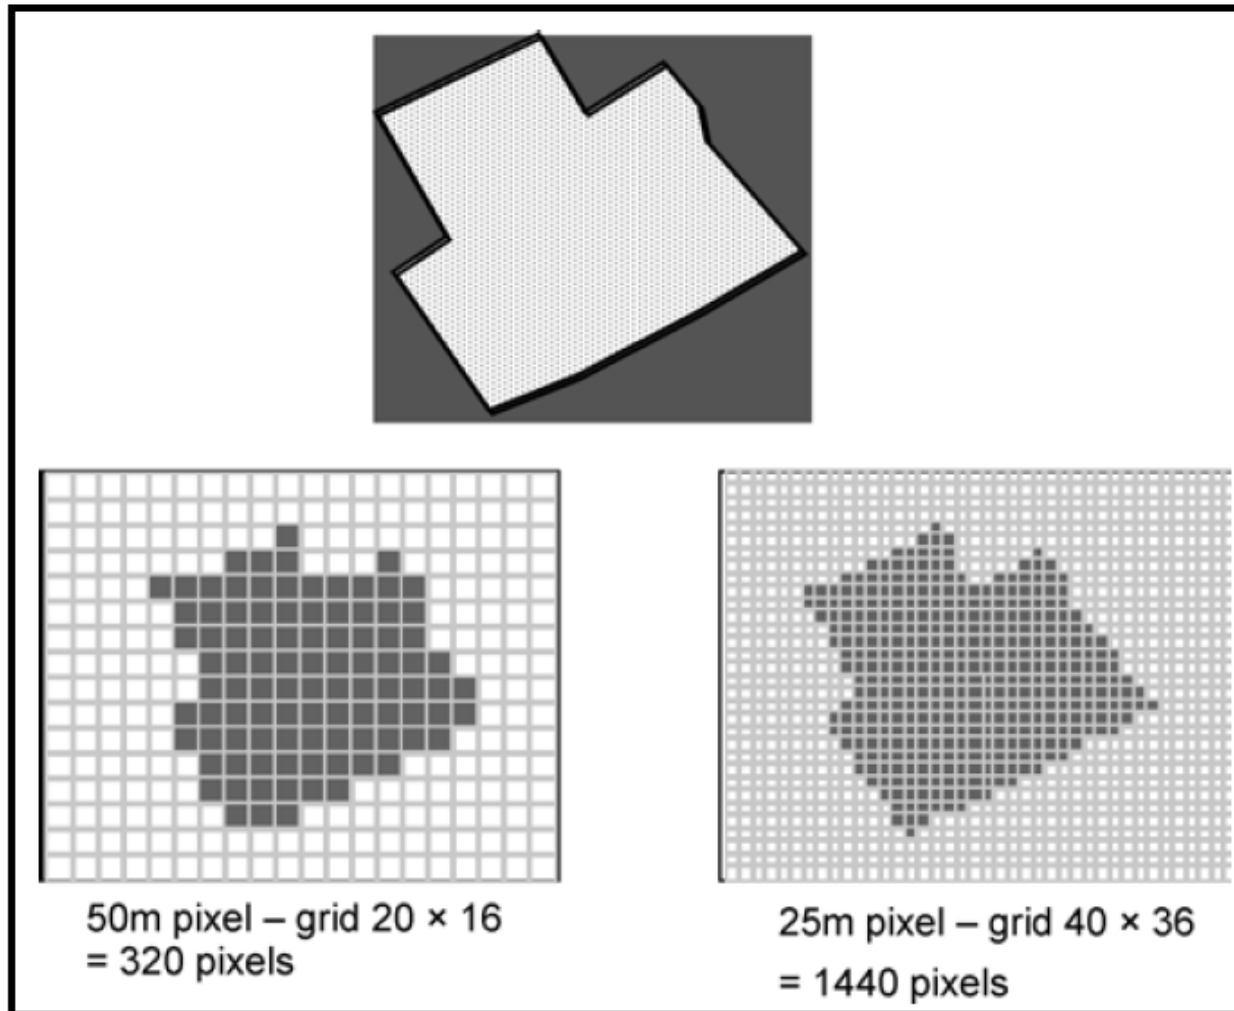 50m pixel – grid 20 × 16
= 320 pixels
25m pixel – grid 40 × 36
= 1440 pixels